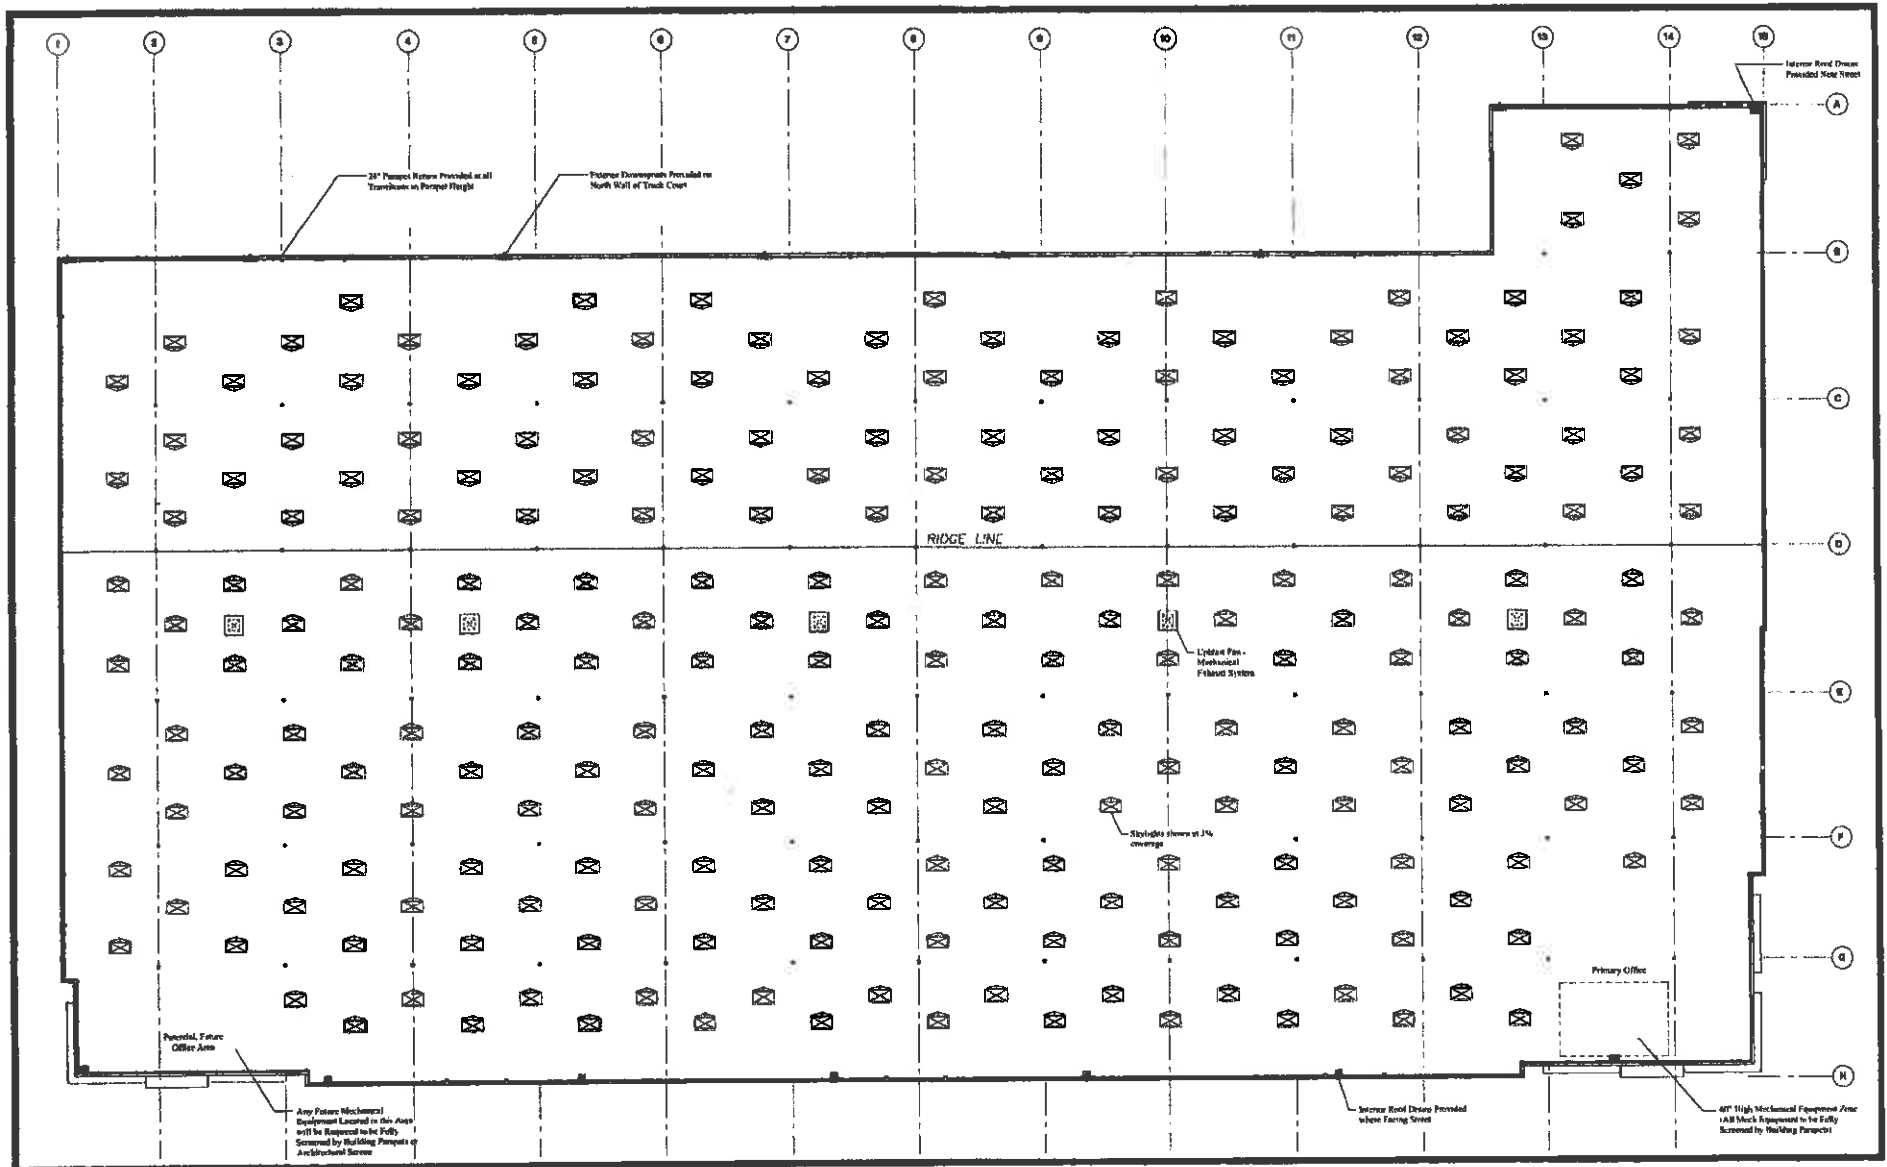 1 2 3 4 5 6 7 8 9 10 11 12 13 14 15
Interior Roof Drains
Provided Near Street
A
24" Parapet Return Provided at all
Transitions in Parapet Height
Exterior Downspouts Provided on
North Wall of Truck Court
B
C
RIDGE LINE
D
Upblast Fan -
Mechanical
Exhaust System
E
Skylights shown at 3%
coverage
F
G
Primary Office
Potential, Future
Office Area
H
Any Future Mechanical
Equipment Located in this Area
will be Required to be Fully
Screened by Building Parapets or
Architectural Screen
Interior Roof Drains Provided
where Facing Street
High Mechanical Equipment Zone
(All Mech Equipment to be Fully
Screened by Building Parapets)